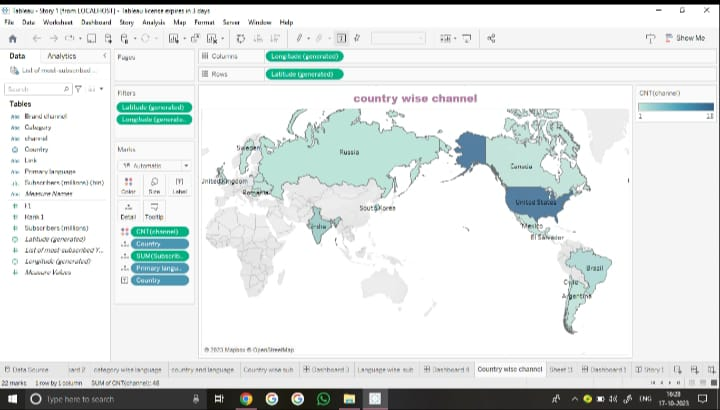 Tableau - Story 1 [from LOCALHOST] - Tableau license expires in 3 days
File Data Worksheet Dashboard Story Analysis Map Format Server Window Help
Show Me
Data Analytics
List of most-subscribed...
Search
Tables
Abc Brand channel
Abc Category
Abc channel
Country
Abc Link
Abc Primary language
Subscribers (millions) (bin)
Abc Measure Names
# F1
# Rank 1
# Subscribers (millions)
Latitude (generated)
List of most-subscribed Y...
Longitude (generated)
# Measure Values
Pages
Filters
Latitude (generated)
Longitude (generate..
Marks
Automatic
Color Size Label
Detail Tooltip
CNT(channel)
Country
SUM(Subscrib..
Primary langu..
Country
Columns Longitude (generated)
Rows Latitude (generated)
country wise channel
Sweden
Russia
Canada
United Kingdom
Romania
South Korea
United States
India
Mexico
El Salvador
Brazil
Chile
Argentina
© 2023 Mapbox © OpenStreetMap
CNT(channel)
1
Data Source category wise language country and language Country wise sub Dashboard 3 Language wise sub Dashboard 4 Country wise channel Sheet 11 Dashboard 1 Story 1
22 marks 1 row by 1 column SUM of CNT(channel): 48
Type here to search
ENG
16:28
17-10-2023